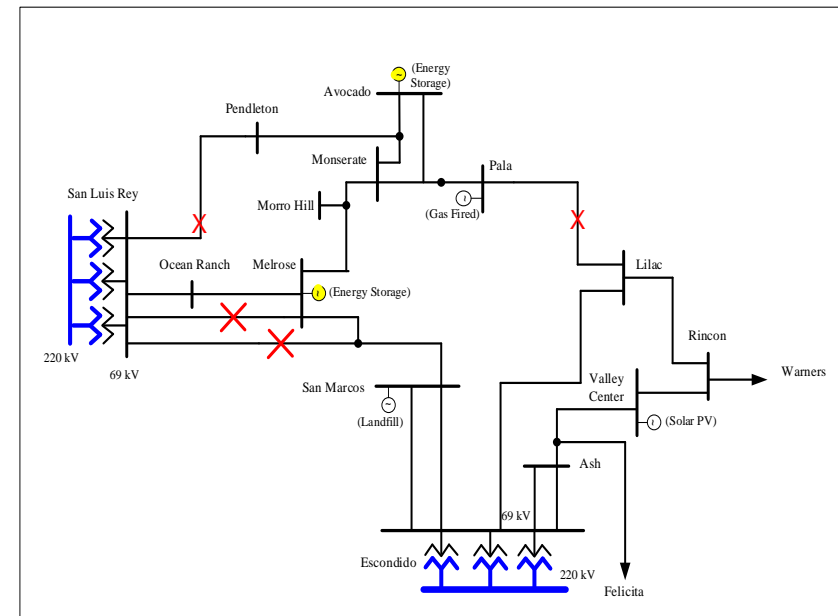 (Energy
Storage)
Avocado
Pendleton
Monserate
Pala
San Luis Rey
Morro Hill
(Gas Fired)
Ocean Ranch
Melrose
Lilac
(Energy Storage)
Rincon
220 kV
69 kV
Warners
San Marcos
Valley
Center
(Landfill)
(Solar PV)
Ash
69 kV
Escondido
220 kV
Felicita